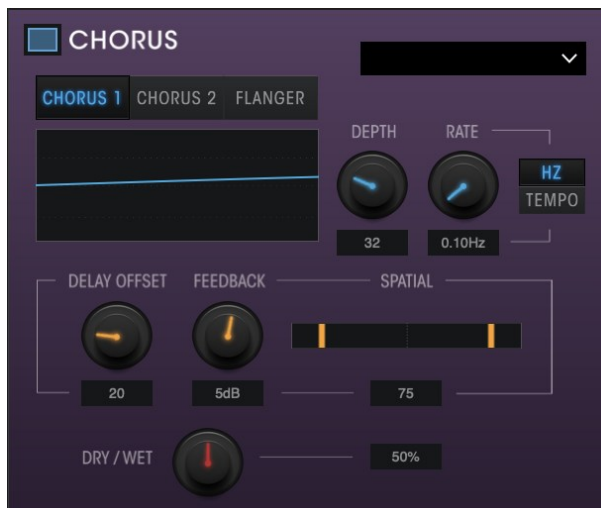 CHORUS
CHORUS 1 CHORUS 2 FLANGER
DEPTH RATE
HZ
TEMPO
32 0.10Hz
DELAY OFFSET FEEDBACK SPATIAL
20 5dB 75
DRY / WET 50%